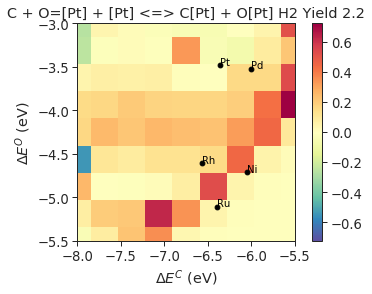 C + O=[Pt] + [Pt] <=> C[Pt] + O[Pt] H2 Yield 2.2
−3.0
−3.5
−4.0
−4.5
−5.0
−5.5
ΔE^O (eV)
Pt
Pd
Rh
Ni
Ru
−8.0 −7.5 −7.0 −6.5 −6.0 −5.5
ΔE^C (eV)
0.6
0.4
0.2
0.0
−0.2
−0.4
−0.6